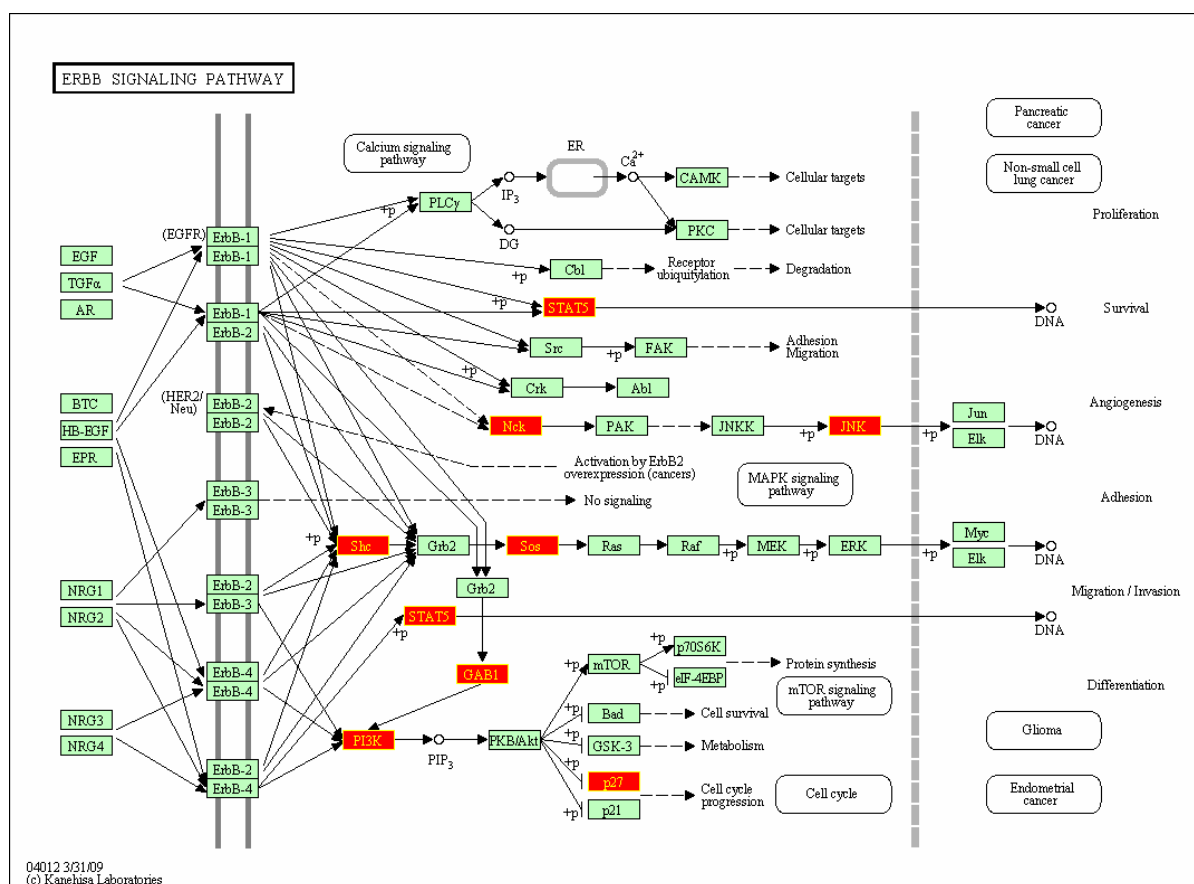 ERBB SIGNALING PATHWAY
Pancreatic
cancer
Calcium signaling
pathway
ER
Ca2+
IP3
CAMK
Cellular targets
Non-small cell
lung cancer
+p
PLCγ
DG
PKC
Cellular targets
Proliferation
(EGFR)
ErbB-1
ErbB-1
EGF
TGFα
AR
+p
Cbl
Receptor
ubiquitylation
Degradation
ErbB-1
ErbB-2
+p
STAT5
DNA
Survival
Src
+p
FAK
Adhesion
Migration
+p
Crk
Abl
BTC
HB-EGF
EPR
(HER2/
Neu)
ErbB-2
ErbB-2
Nck
PAK
JNKK
+p
JNK
+p
Jun
Elk
DNA
Angiogenesis
Activation by ErbB2
overexpression (cancers)
MAPK signaling
pathway
ErbB-3
ErbB-3
No signaling
Adhesion
+p
Shc
Grb2
Sos
Ras
Raf
+p
MEK
+p
ERK
+p
Myc
Elk
DNA
Grb2
NRG1
NRG2
ErbB-2
ErbB-3
+p
STAT5
DNA
Migration / Invasion
ErbB-4
ErbB-4
GAB1
+p
mTOR
+p
p70S6K
+p
eIF-4EBP
Protein synthesis
mTOR signaling
pathway
Differentiation
NRG3
NRG4
PI3K
PIP3
PKB/Akt
+p
Bad
Cell survival
+p
GSK-3
Metabolism
Glioma
ErbB-2
ErbB-4
+p
p27
+p
p21
Cell cycle
progression
Cell cycle
Endometrial
cancer
04012 3/31/09
(c) Kanehisa Laboratories